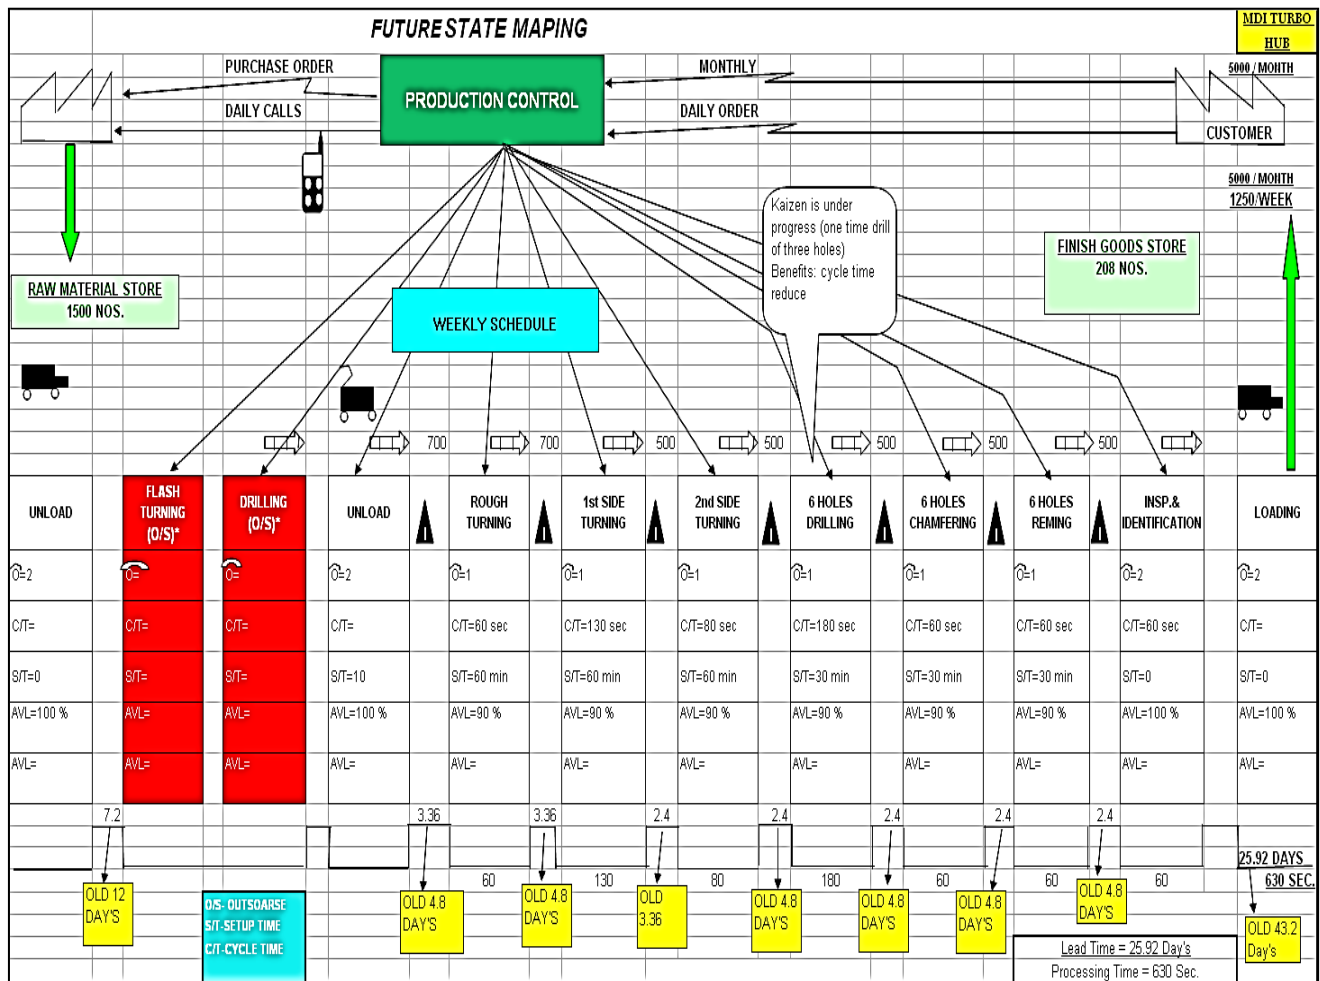 FUTURE STATE MAPING
MDI TURBO
HUB
PURCHASE ORDER
DAILY CALLS
PRODUCTION CONTROL
MONTHLY
DAILY ORDER
5000 / MONTH
CUSTOMER
5000 / MONTH
1250/WEEK
RAW MATERIAL STORE
1500 NOS.
WEEKLY SCHEDULE
Kaizen is under
progress (one time drill
of three holes)
Benefits: cycle time
reduce
FINISH GOODS STORE
208 NOS.
700 700 500 500 500 500 500
UNLOAD
FLASH
TURNING
(O/S)*
DRILLING
(O/S)*
UNLOAD
ROUGH
TURNING
1st SIDE
TURNING
2nd SIDE
TURNING
6 HOLES
DRILLING
6 HOLES
CHAMFERING
6 HOLES
REMING
INSP.&
IDENTIFICATION
LOADING
O=2 O= O= O=2 O=1 O=1 O=1 O=1 O=1 O=1 O=2 O=2
C/T= C/T= C/T= C/T= C/T=60 sec C/T=130 sec C/T=80 sec C/T=180 sec C/T=60 sec C/T=60 sec C/T=60 sec C/T=
S/T=0 S/T= S/T= S/T=10 S/T=60 min S/T=60 min S/T=60 min S/T=30 min S/T=30 min S/T=30 min S/T=0 S/T=0
AVL=100 % AVL= AVL= AVL=100 % AVL=90 % AVL=90 % AVL=90 % AVL=90 % AVL=90 % AVL=90 % AVL=100 % AVL=100 %
AVL= AVL= AVL= AVL= AVL= AVL= AVL= AVL= AVL= AVL= AVL= AVL=
7.2 3.36 3.36 2.4 2.4 2.4 2.4 2.4
25.92 DAYS
60 130 80 180 60 60 60 630 SEC.
OLD 12
DAY'S
OLD 4.8
DAY'S
OLD 4.8
DAY'S
OLD
3.36
OLD 4.8
DAY'S
OLD 4.8
DAY'S
OLD 4.8
DAY'S
OLD 4.8
DAY'S
OLD 43.2
Day's
O/S- OUTSOARSE
S/T-SETUP TIME
C/T-CYCLE TIME
Lead Time = 25.92 Day's
Processing Time = 630 Sec.